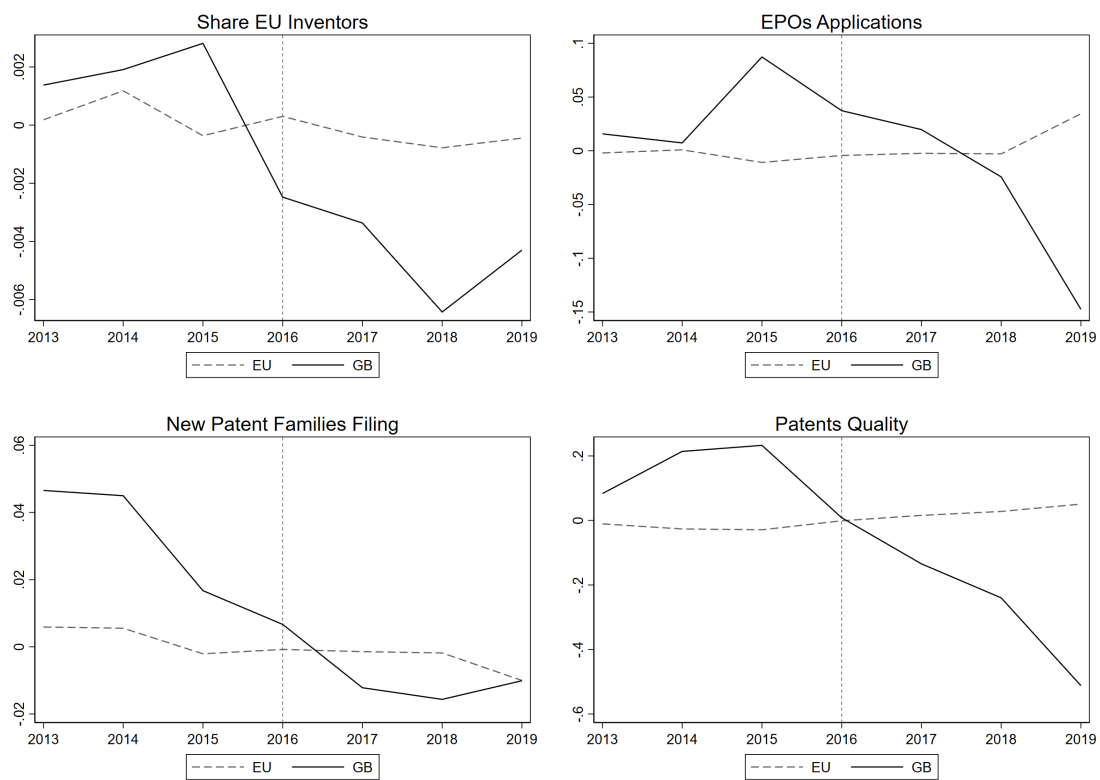 Share EU Inventors
.002
0
-.002
-.004
-.006
2013 2014 2015 2016 2017 2018 2019
EU GB
EPOs Applications
.1
.05
0
-.05
-.1
-.15
2013 2014 2015 2016 2017 2018 2019
EU GB
New Patent Families Filing
.06
.04
.02
0
-.02
2013 2014 2015 2016 2017 2018 2019
EU GB
Patents Quality
.2
0
-.2
-.4
-.6
2013 2014 2015 2016 2017 2018 2019
EU GB